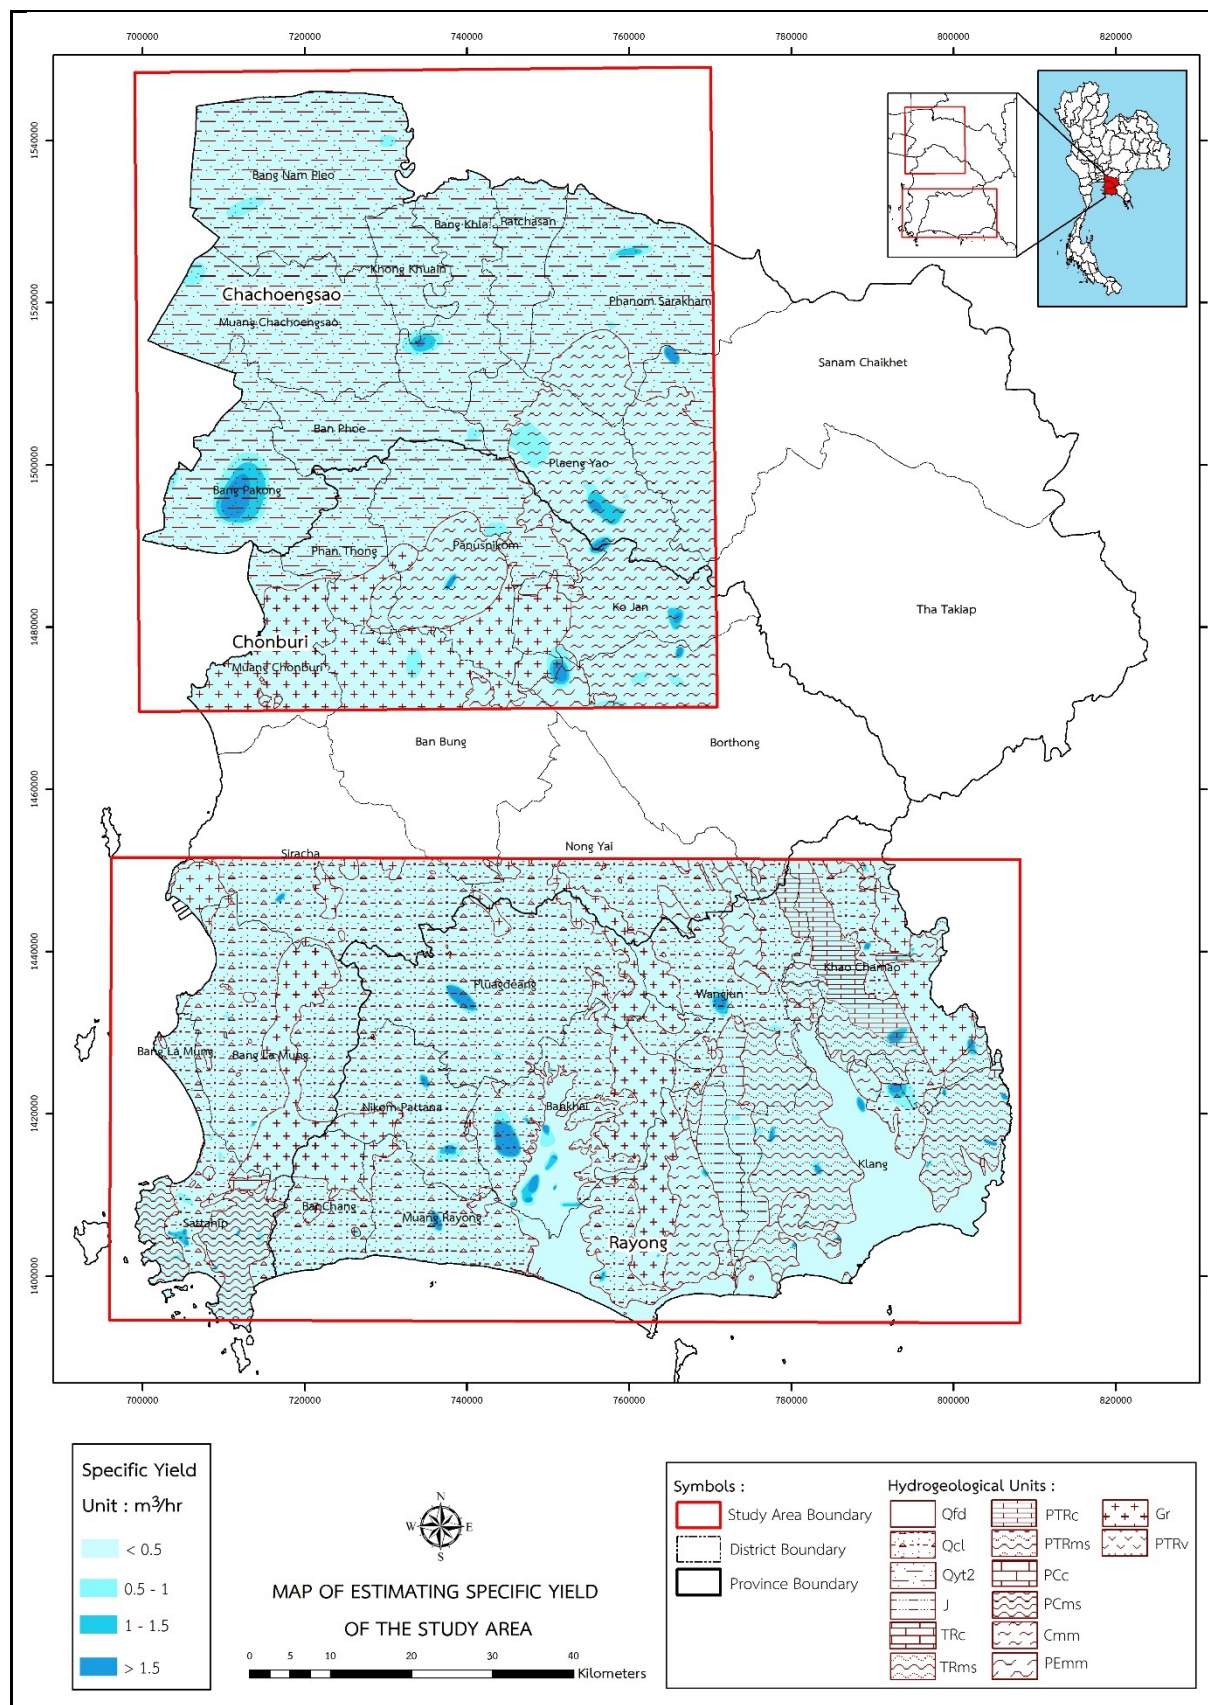 700000 720000 740000 760000 780000 800000 820000
1540000
1520000
1500000
1480000
1460000
1440000
1420000
1400000
Bang Nam Pleo
Bang Khla
Ratchasan
Khong Khuain
Chachoengsao
Phanom Sarakham
Muang Chachoengsao
Sanam Chaikhet
Ban Phoe
Plaeng Yao
Bang Pakong
Phan Thong
Panusnikom
Ko Jan
Tha Takiap
Chonburi
Muang Chonburi
Ban Bung
Borthong
Siracha
Nong Yai
Khao Chamao
Pluagdeang
Wangjun
Bang La Mung
Bang La Mung
Nikom Pattana
Bankhai
Klang
Sattahip
BanChang
Muang Rayong
Rayong
700000 720000 740000 760000 780000 800000 820000
Specific Yield
Unit : m³/hr
< 0.5
0.5 - 1
1 - 1.5
> 1.5
N
W E
S
MAP OF ESTIMATING SPECIFIC YIELD
OF THE STUDY AREA
0 5 10 20 30 40
Kilometers
Symbols :
Study Area Boundary
District Boundary
Province Boundary
Hydrogeological Units :
Qfd
Qcl
Qyt2
J
TRc
TRms
PTRc
PTRms
PCc
PCms
Cmm
PEmm
Gr
PTRv